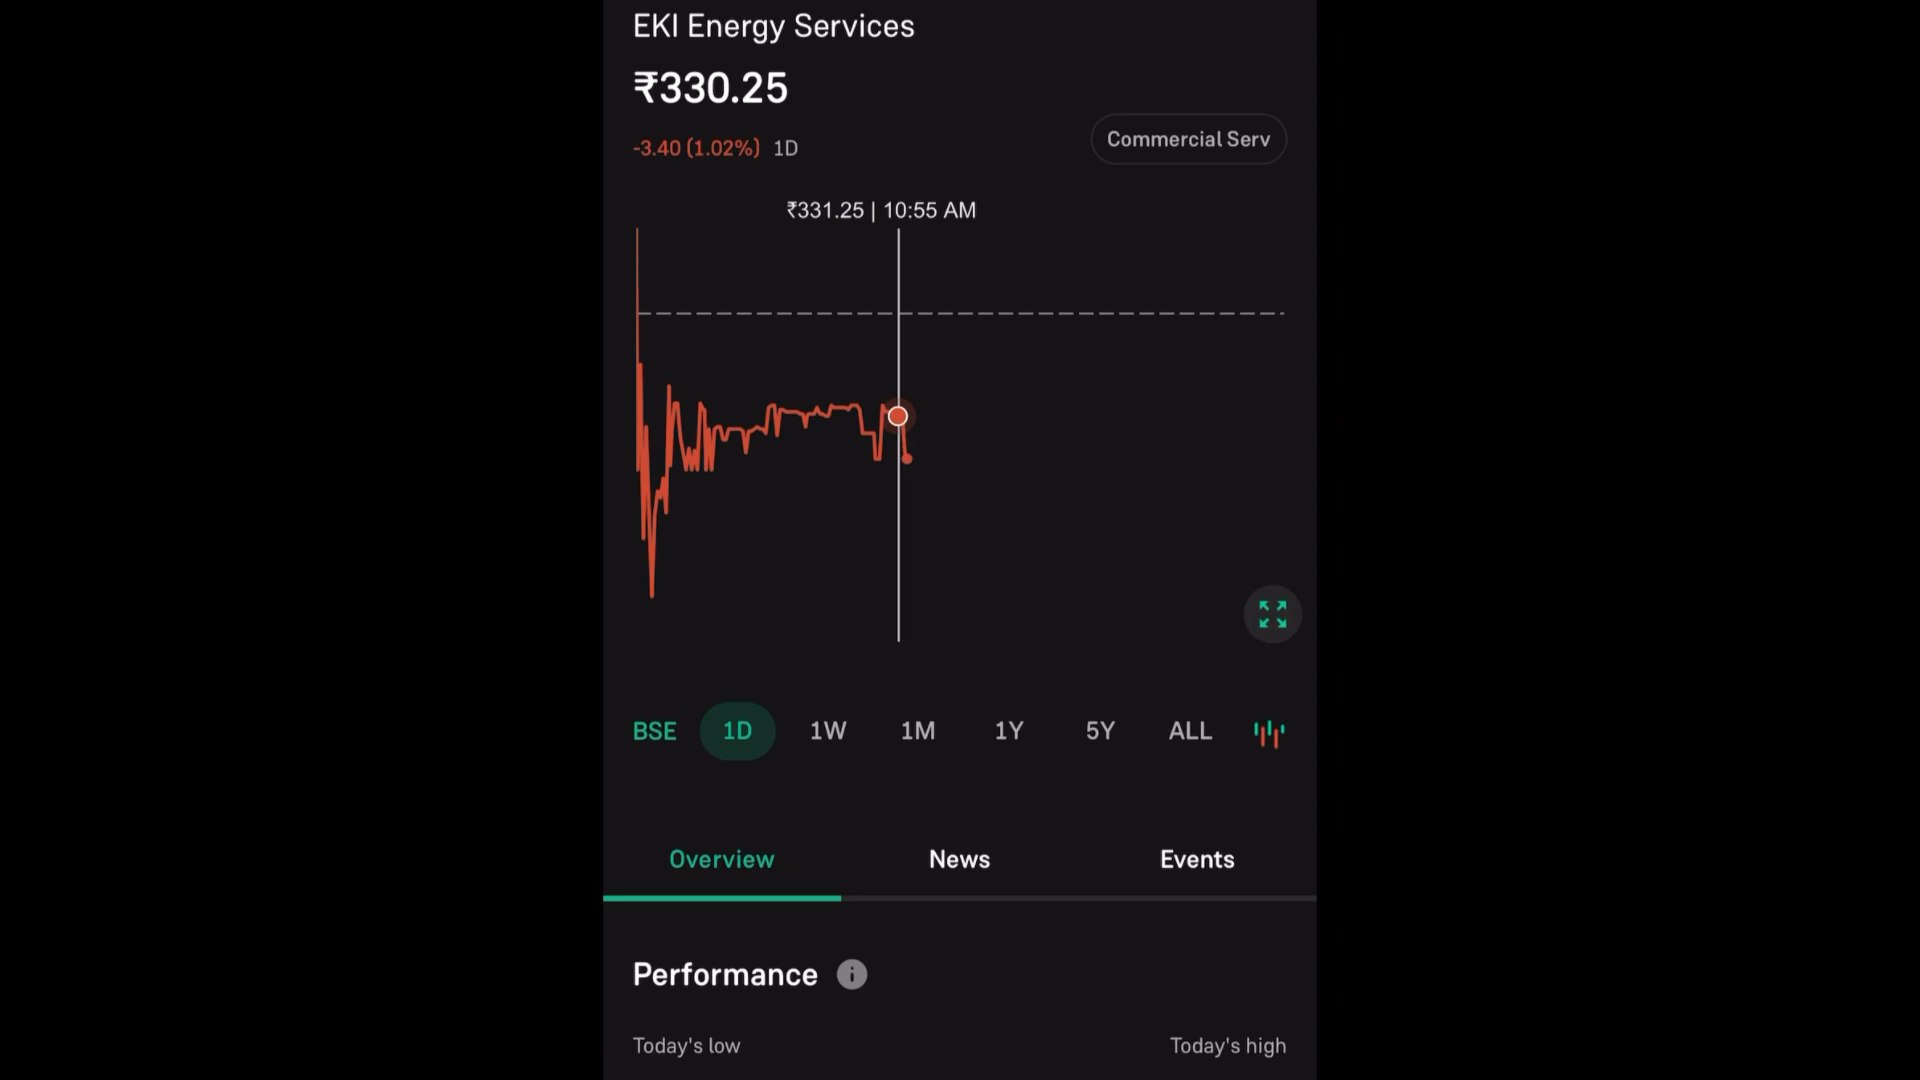 EKI Energy Services
₹330.25
-3.40 (1.02%) 1D
Commercial Serv
₹331.25 | 10:55 AM
BSE 1D 1W 1M 1Y 5Y ALL
Overview News Events
Performance
Today's low Today's high